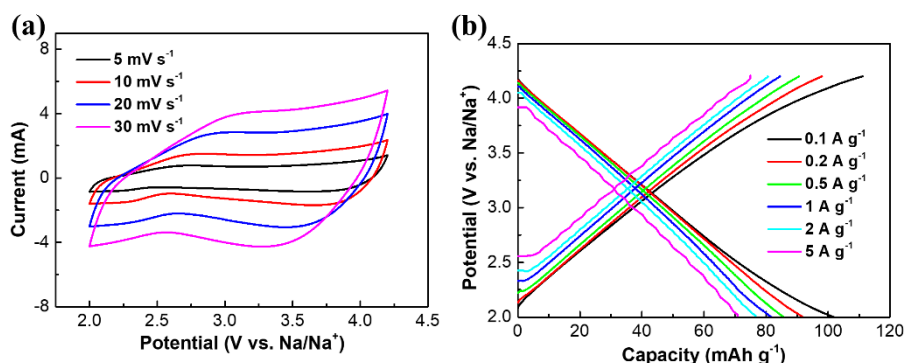 (a)
5 mV s⁻¹
10 mV s⁻¹
20 mV s⁻¹
30 mV s⁻¹
Current (mA)
8
4
0
-4
-8
2.0 2.5 3.0 3.5 4.0 4.5
Potential (V vs. Na/Na⁺)
(b)
Potential (V vs. Na/Na⁺)
4.5
4.0
3.5
3.0
2.5
2.0
0.1 A g⁻¹
0.2 A g⁻¹
0.5 A g⁻¹
1 A g⁻¹
2 A g⁻¹
5 A g⁻¹
0 20 40 60 80 100 120
Capacity (mAh g⁻¹)